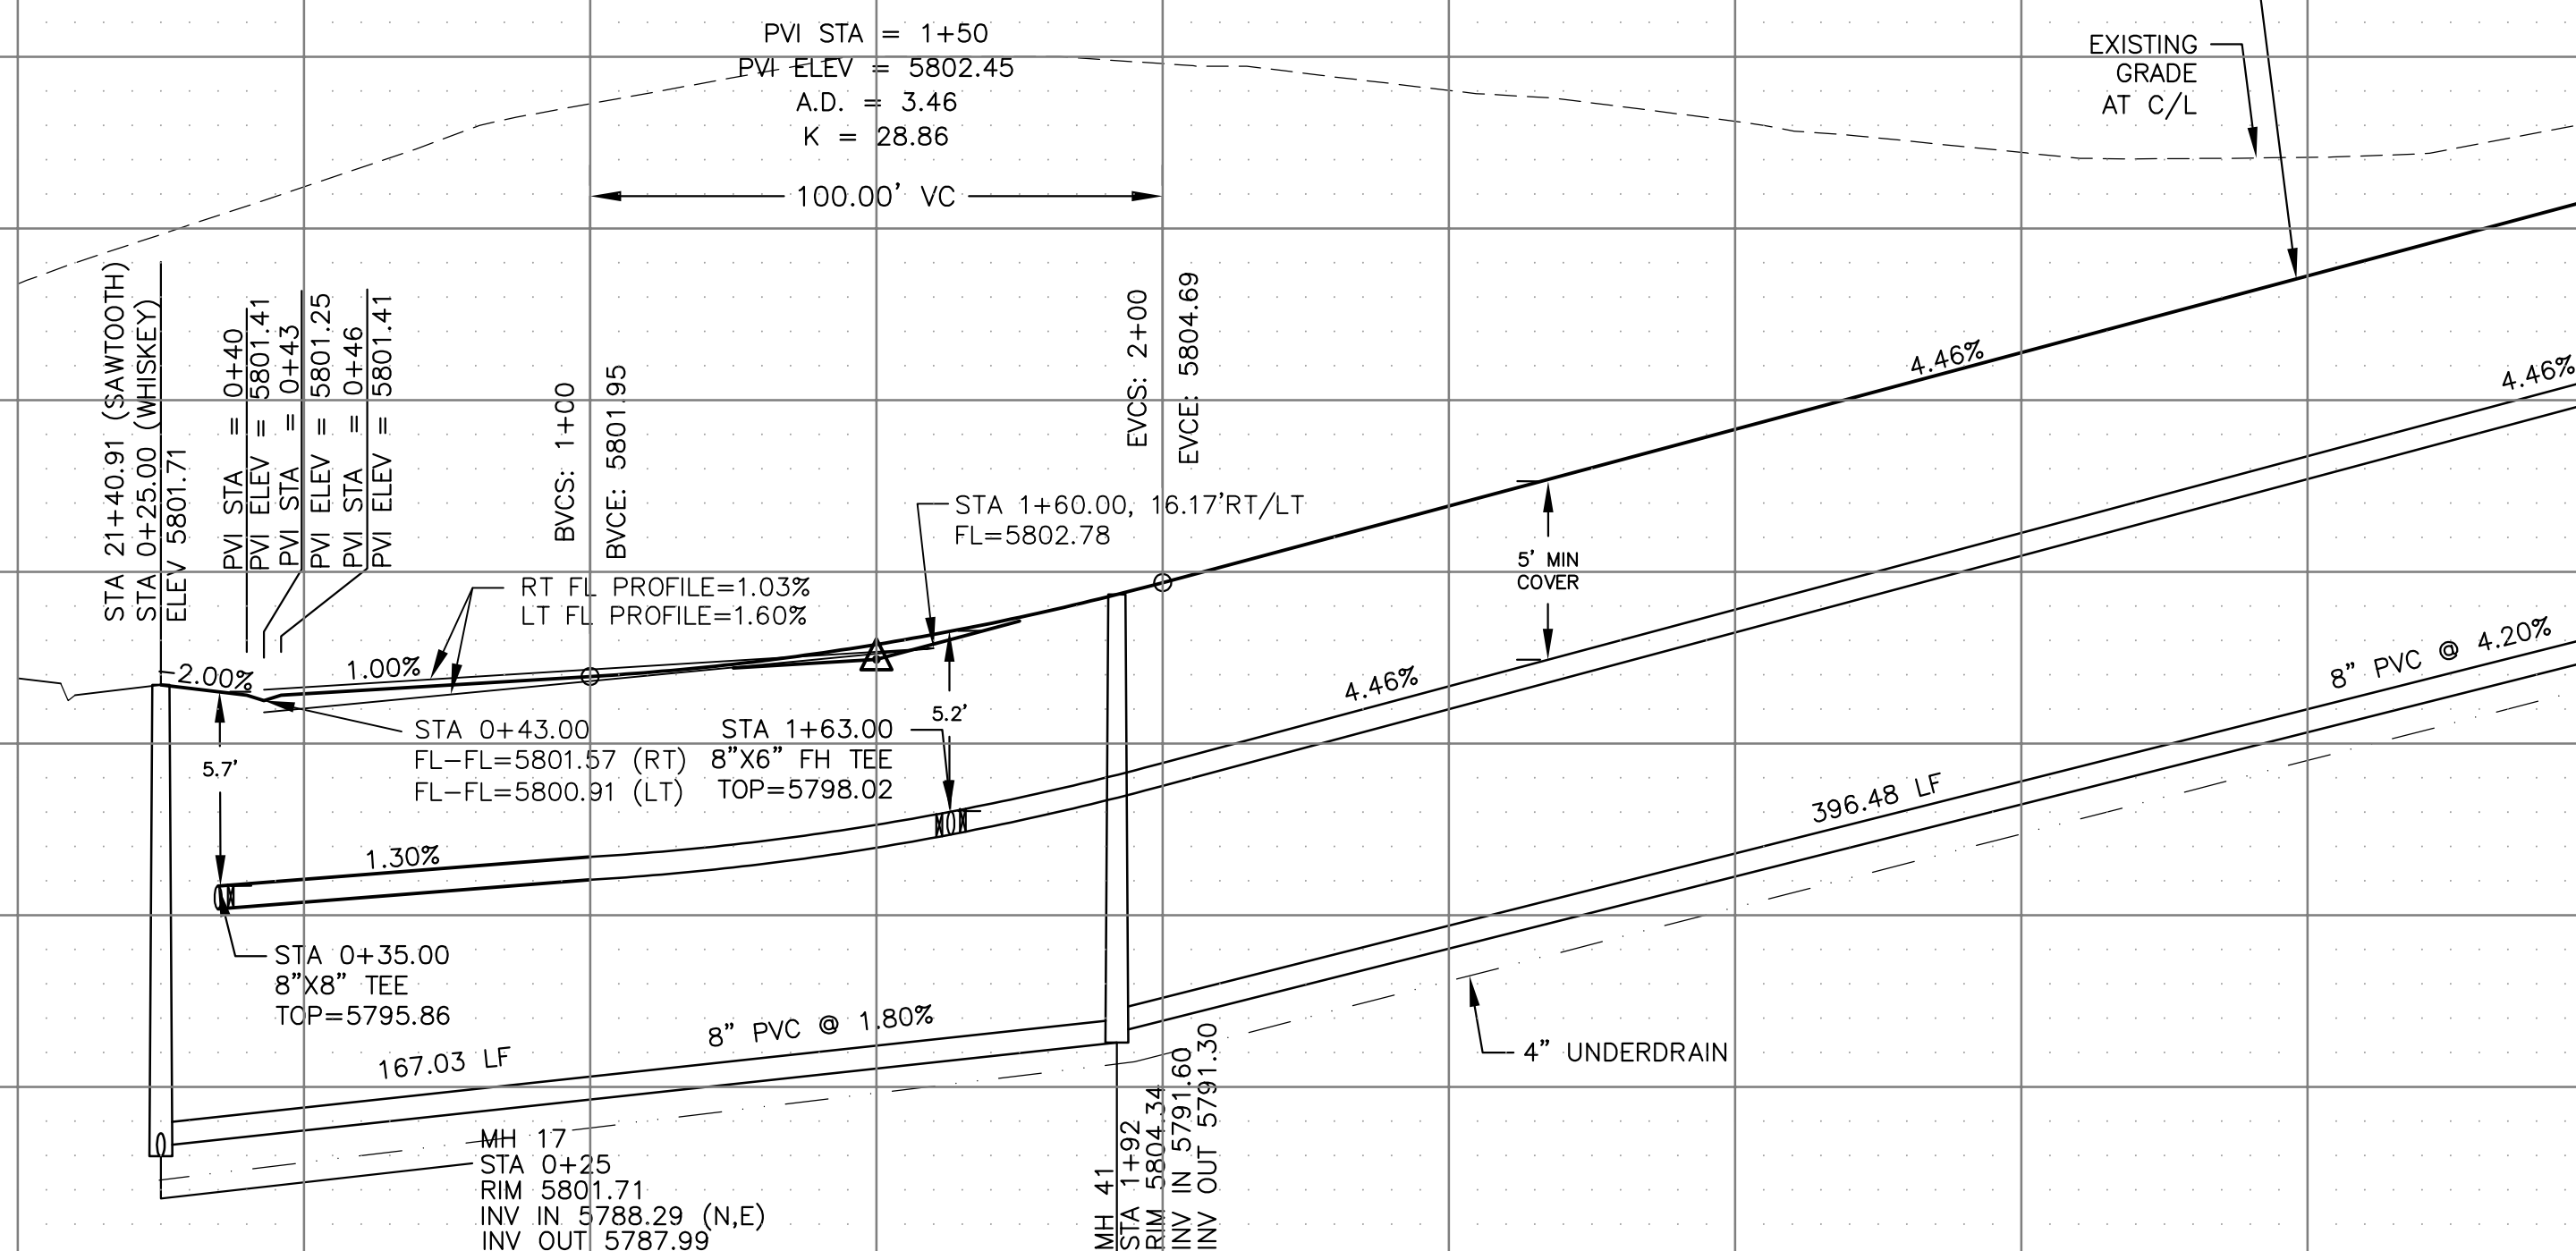 PVI STA = 1+50
PVI ELEV = 5802.45
A.D. = 3.46
K = 28.86
100.00' VC
EXISTING
GRADE
AT C/L
STA 21+40.91 (SAWTOOTH)
STA 0+25.00 (WHISKEY)
ELEV 5801.71
PVI STA = 0+40
PVI ELEV = 5801.41
PVI STA = 0+43
PVI ELEV = 5801.25
PVI STA = 0+46
PVI ELEV = 5801.41
BVCS: 1+00
BVCE: 5801.95
EVCS: 2+00
EVCE: 5804.69
4.46%
4.46%
STA 1+60.00, 16.17'RT/LT
FL=5802.78
5' MIN
COVER
RT FL PROFILE=1.03%
LT FL PROFILE=1.60%
2.00%
1.00%
4.46%
8" PVC @ 4.20%
STA 0+43.00
FL-FL=5801.57 (RT)
FL-FL=5800.91 (LT)
STA 1+63.00
8"X6" FH TEE
TOP=5798.02
5.2'
5.7'
396.48 LF
1.30%
STA 0+35.00
8"X8" TEE
TOP=5795.86
8" PVC @ 1.80%
167.03 LF
4" UNDERDRAIN
MH 17
STA 0+25
RIM 5801.71
INV IN 5788.29 (N,E)
INV OUT 5787.99
MH 41
STA 1+92
RIM 5804.34
INV IN 5791.60
INV OUT 5791.30